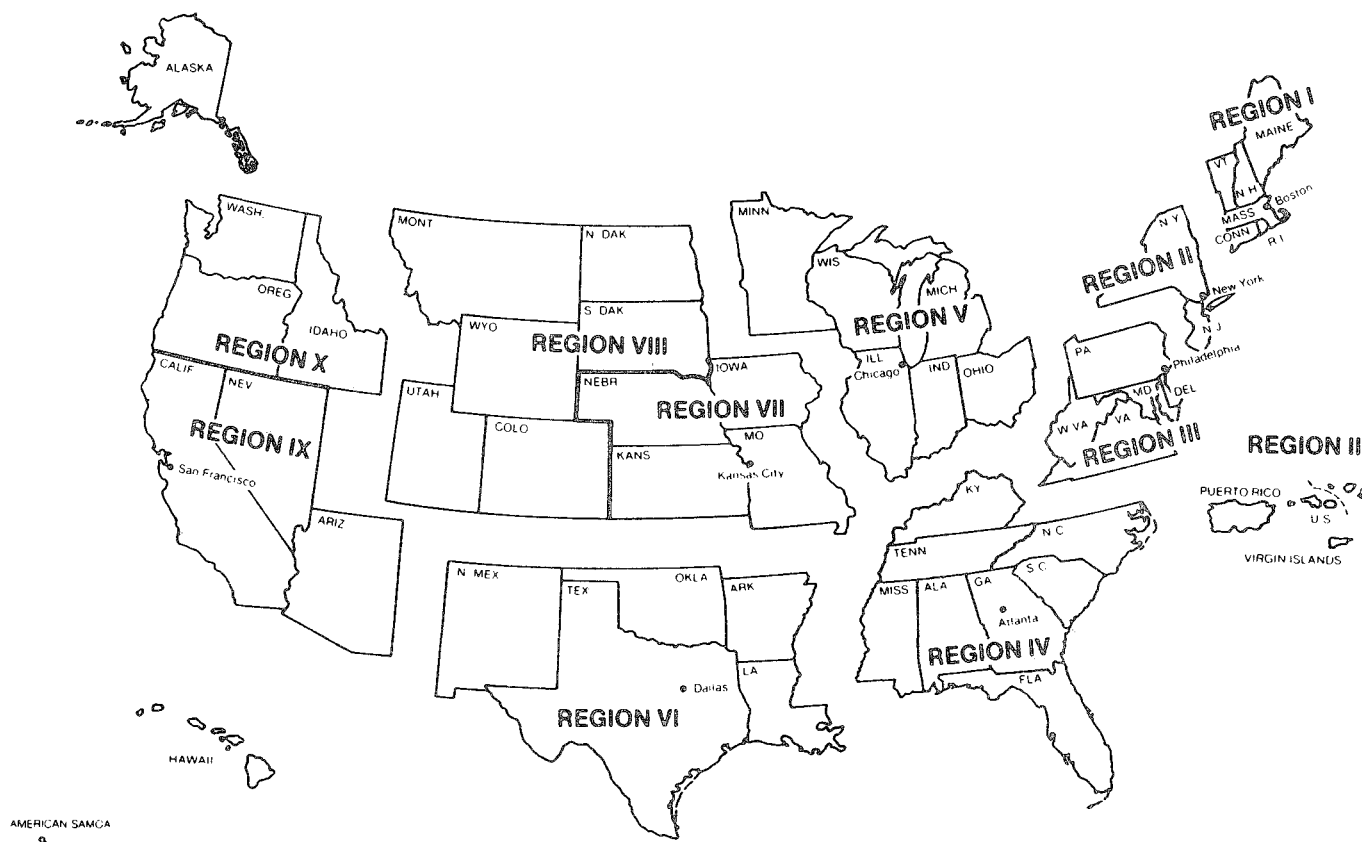 ALASKA
REGION I
MAINE
VT
N H
Boston
MASS
CONN
R I
WASH.
MONT
N DAK
MINN
WIS
MICH
N Y
REGION II
New York
N J
OREG
IDAHO
REGION X
WYO
S DAK
REGION VIII
REGION V
PA
Philadelphia
CALIF
NEV
UTAH
NEBR
IOWA
ILL
Chicago
IND
OHIO
MD
DEL
W VA
VA
REGION III
REGION IX
San Francisco
COLO
REGION VII
KANS
MO
Kansas City
REGION II
PUERTO RICO
U S
VIRGIN ISLANDS
KY
ARIZ
TENN
N C
N MEX
TEX
OKLA
ARK
MISS
ALA
GA
S C
Atlanta
REGION IV
FLA
LA
Dallas
REGION VI
HAWAII
AMERICAN SAMCA